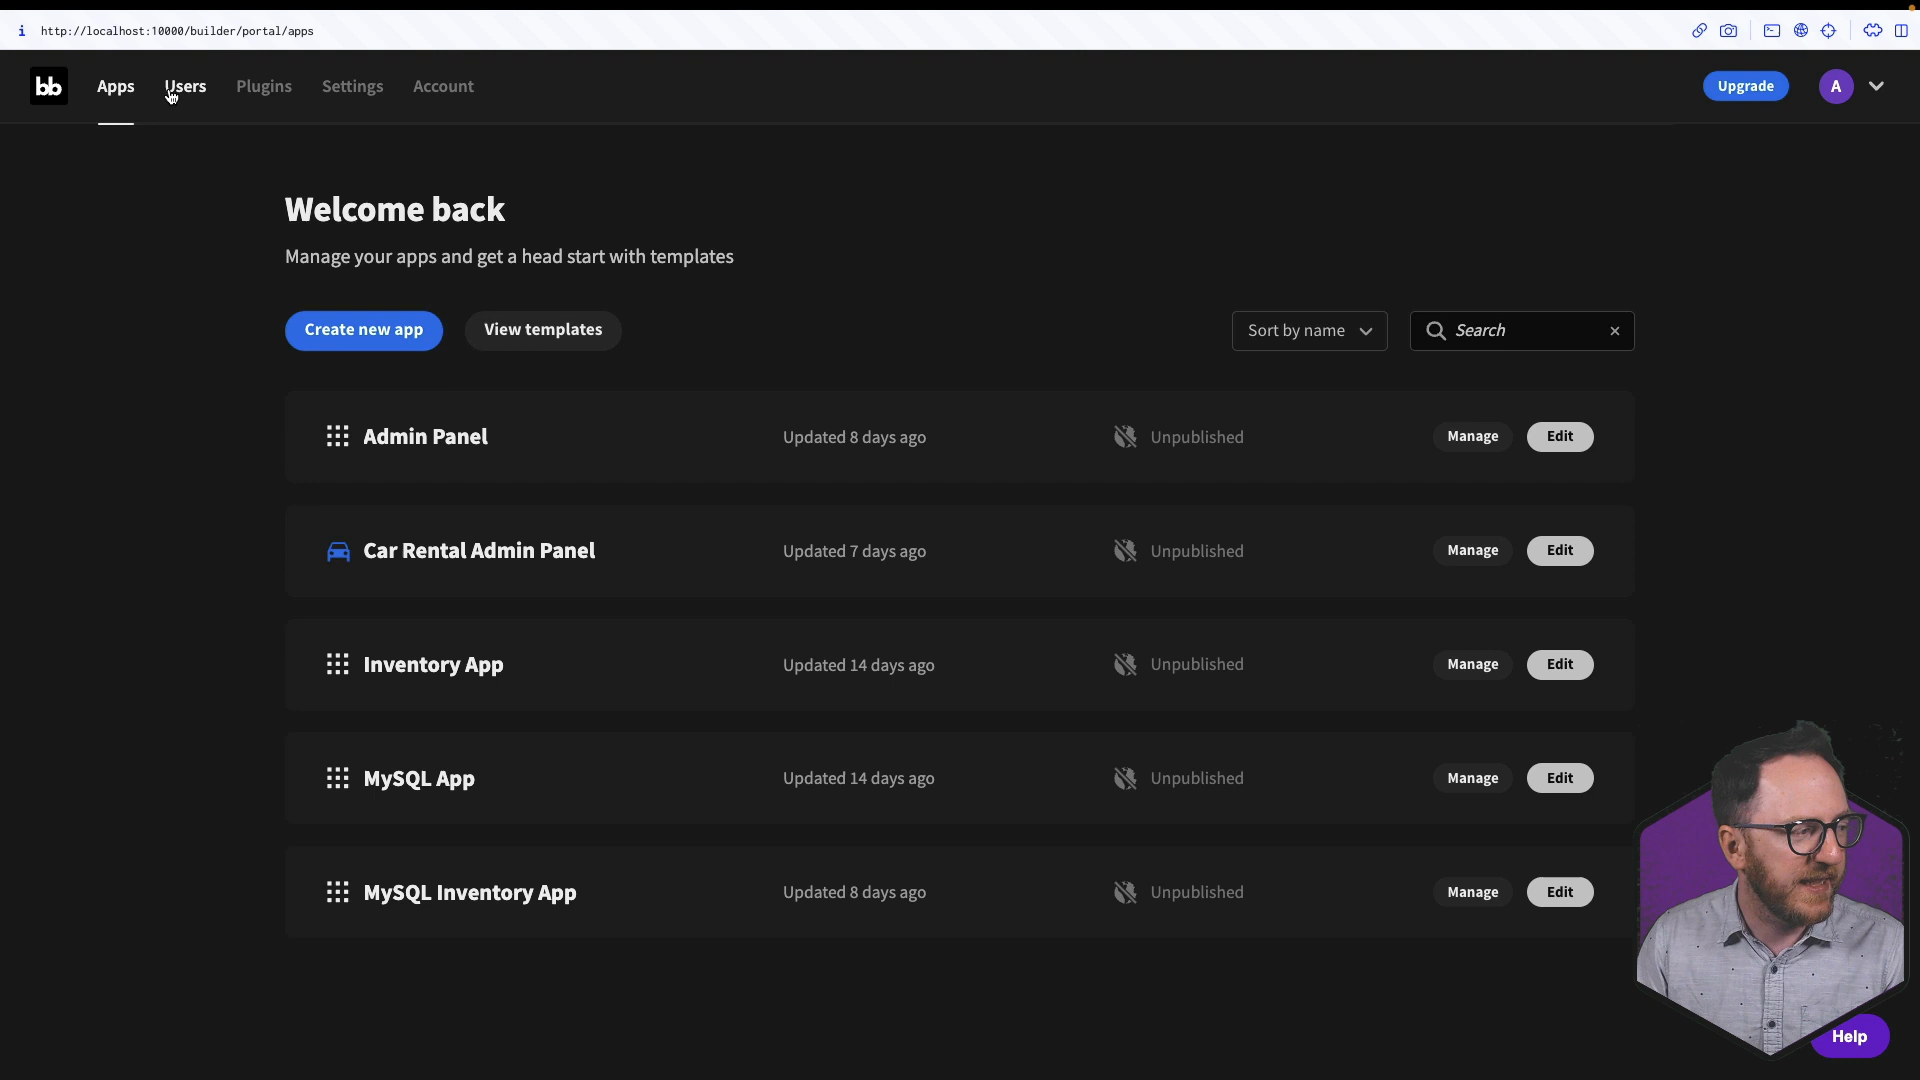 http://localhost:10000/builder/portal/apps
bb Apps Users Plugins Settings Account Upgrade A
Welcome back
Manage your apps and get a head start with templates
Create new app View templates Sort by name Search
Admin Panel Updated 8 days ago Unpublished Manage Edit
Car Rental Admin Panel Updated 7 days ago Unpublished Manage Edit
Inventory App Updated 14 days ago Unpublished Manage Edit
MySQL App Updated 14 days ago Unpublished Manage Edit
MySQL Inventory App Updated 8 days ago Unpublished Manage Edit
Help